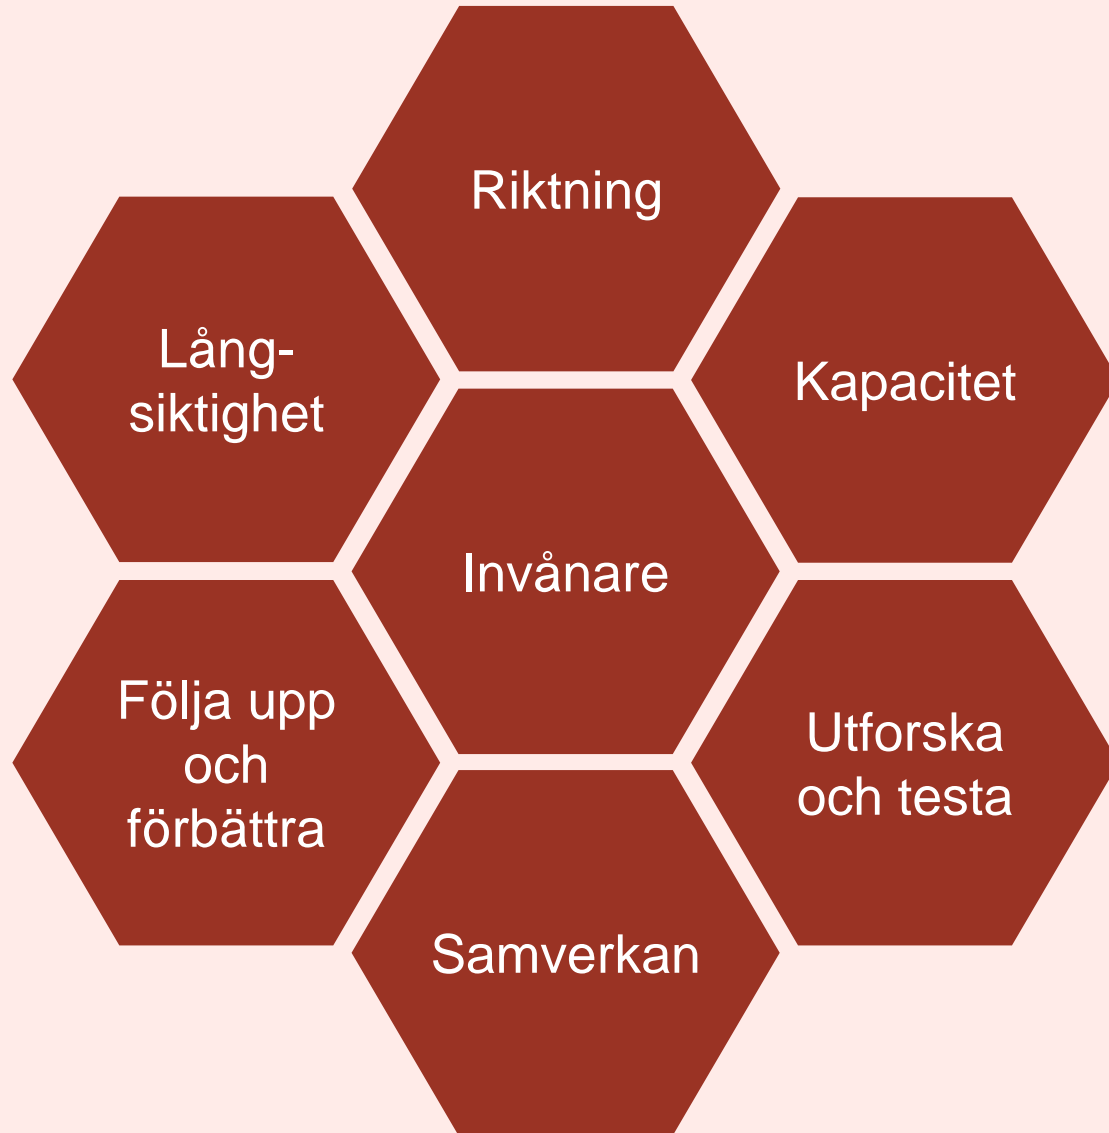 Riktning
Lång-
siktighet
Kapacitet
Invånare
Följa upp
och
förbättra
Utforska
och testa
Samverkan